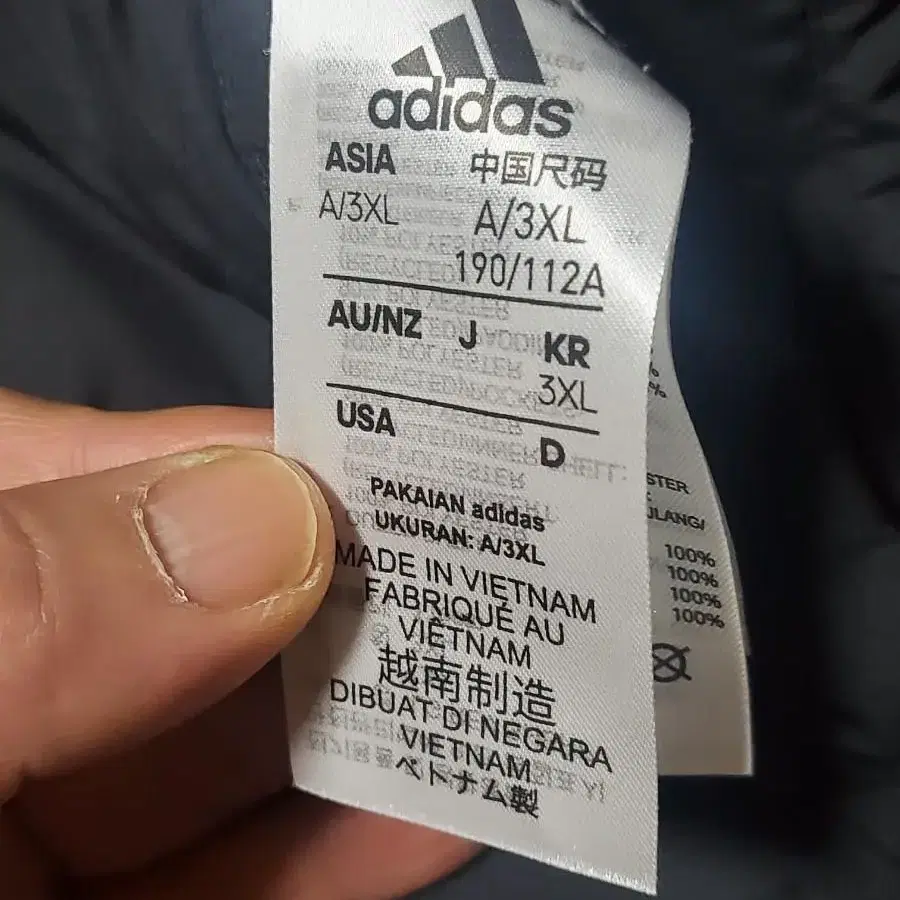 adidas
ASIA 中国尺码
A/3XL A/3XL
190/112A
AU/NZ J KR
3XL
USA D
PAKAIAN adidas
UKURAN: A/3XL
MADE IN VIETNAM
FABRIQUÉ AU
VIÊTNAM
越南制造
DIBUAT DI NEGARA
VIETNAM
ベトナム製
100%
100%
100%
100%